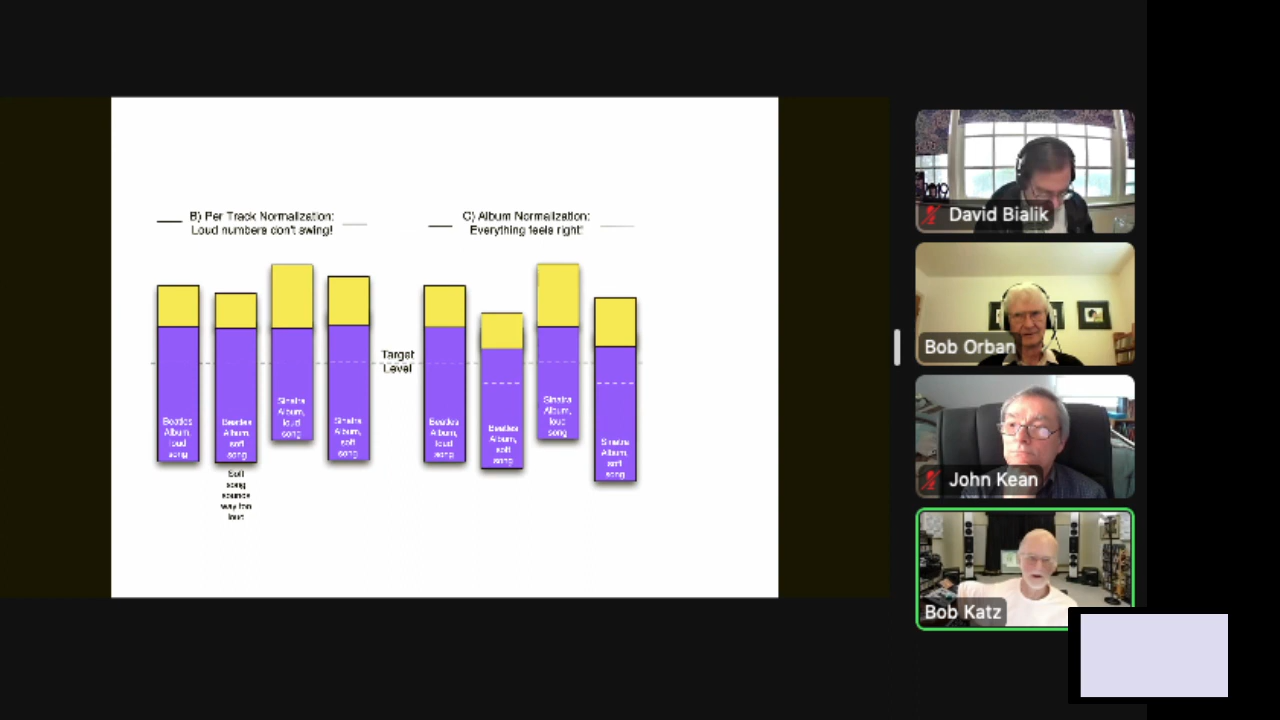 B) Per Track Normalization:
Loud numbers don't swing!
C) Album Normalization:
Everything feels right!
Target
Level
Beatles
Album,
loud
song
Beatles
Album,
soft
song
Sinatra
Album,
loud
song
Sinatra
Album,
soft
song
Soft
song
sounds
way too
loud
Beatles
Album,
loud
song
Beatles
Album,
soft
song
Sinatra
Album,
loud
song
Sinatra
Album,
soft
song
David Bialik
Bob Orban
John Kean
Bob Katz